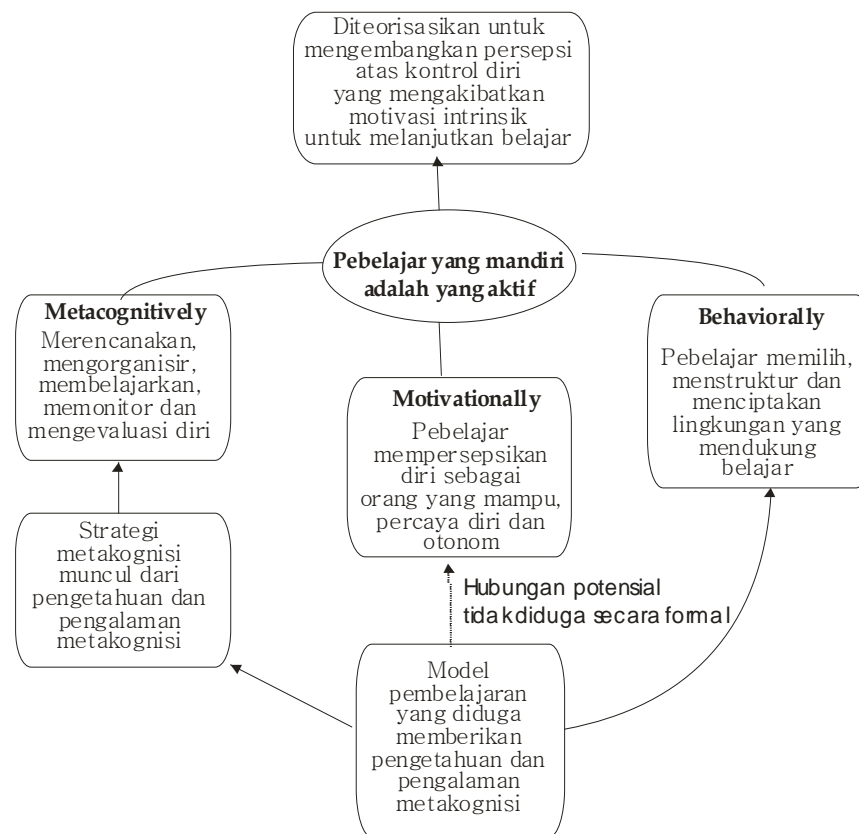 Diteorisasikan untuk
mengembangkan persepsi
atas kontrol diri
yang mengakibatkan
motivasi intrinsik
untuk melanjutkan belajar
Pebelajar yang mandiri
adalah yang aktif
Metacognitively
Merencanakan,
mengorganisir,
membelajarkan,
memonitor dan
mengevaluasi diri
Motivationally
Pebelajar
mempersepsikan
diri sebagai
orang yang mampu,
percaya diri dan
otonom
Behaviorally
Pebelajar memilih,
menstruktur dan
menciptakan
lingkungan yang
mendukung
belajar
Strategi
metakognisi
muncul dari
pengetahuan dan
pengalaman
metakognisi
Hubungan potensial
tidak diduga secara formal
Model
pembelajaran
yang diduga
memberikan
pengetahuan dan
pengalaman
metakognisi